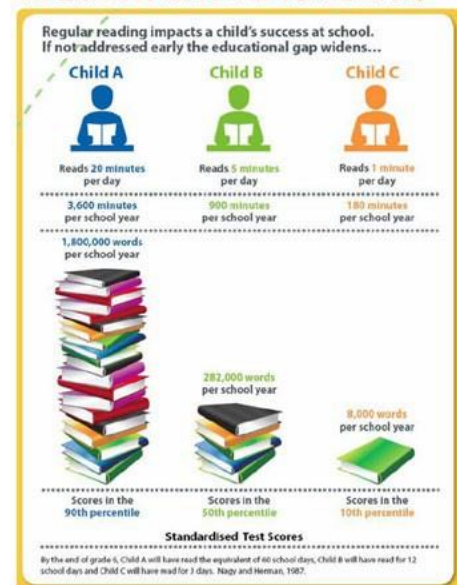 Regular reading impacts a child's success at school.
If not addressed early the educational gap widens...
Child A
Child B
Child C
Reads 20 minutes
per day
Reads 5 minutes
per day
Reads 1 minute
per day
3,600 minutes
per school year
900 minutes
per school year
180 minutes
per school year
1,800,000 words
per school year
282,000 words
per school year
8,000 words
per school year
Scores in the
90th percentile
Scores in the
50th percentile
Scores in the
10th percentile
Standardised Test Scores
By the end of grade 6, Child A will have read the equivalent of 60 school days, Child B will have read for 12
school days and Child C will have read for 3 days. Nagy and Herman, 1987.